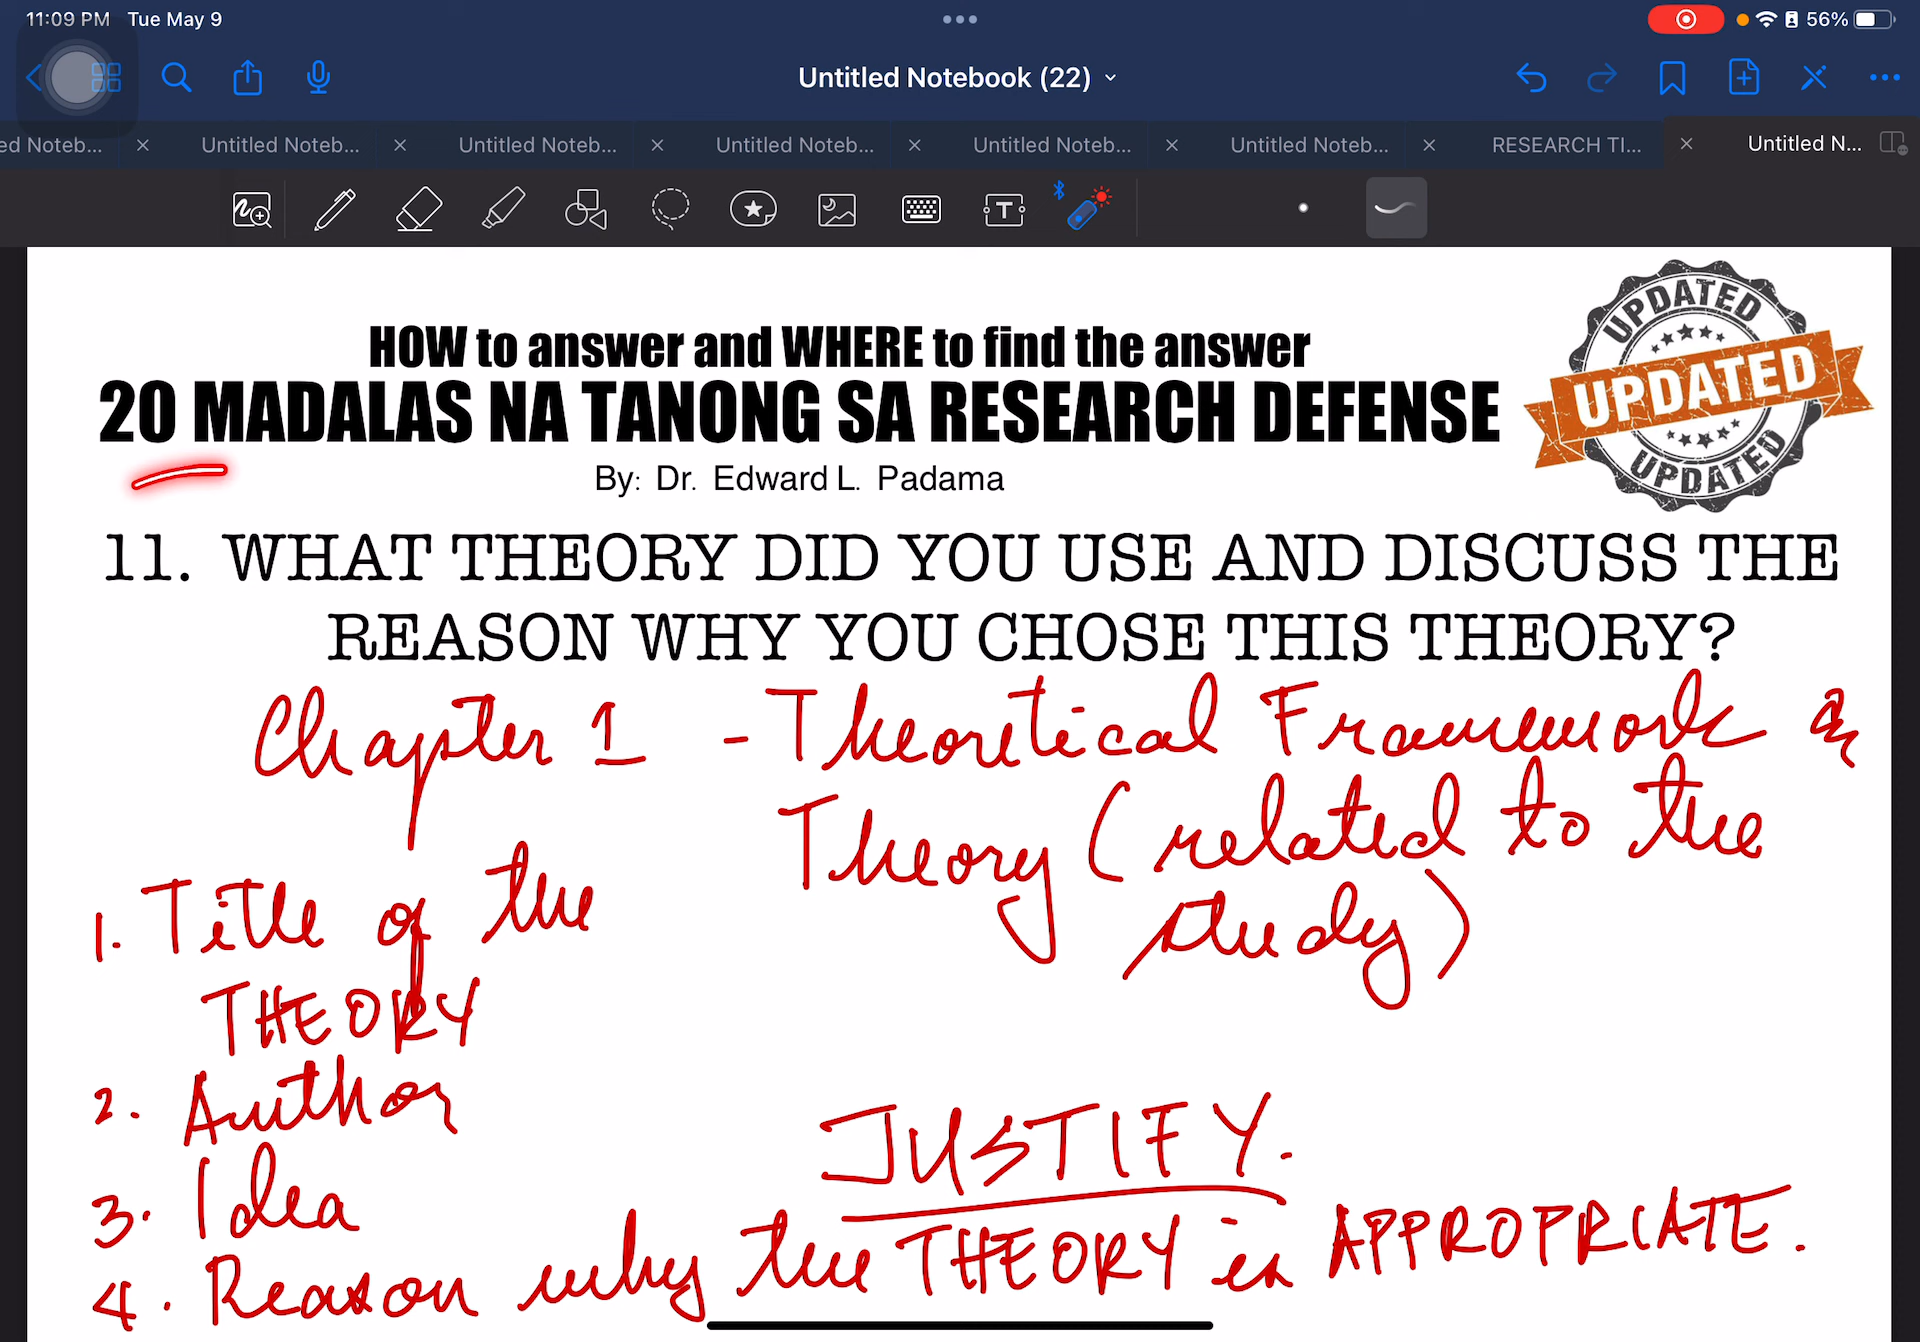 11:09 PM Tue May 9
56%
Untitled Notebook (22)
ed Noteb...
Untitled Noteb...
Untitled Noteb...
Untitled Noteb...
Untitled Noteb...
Untitled Noteb...
RESEARCH TI...
Untitled N...
HOW to answer and WHERE to find the answer
20 MADALAS NA TANONG SA RESEARCH DEFENSE
By: Dr. Edward L. Padama
UPDATED
UPDATED
UPDATED
11. WHAT THEORY DID YOU USE AND DISCUSS THE
REASON WHY YOU CHOSE THIS THEORY?
Chapter 1 - Theoretical Framework &
Theory (related to the
study)
1. Title of the
THEORY
2. Author
3. Idea
JUSTIFY.
4. Reason why the THEORY is APPROPRIATE.